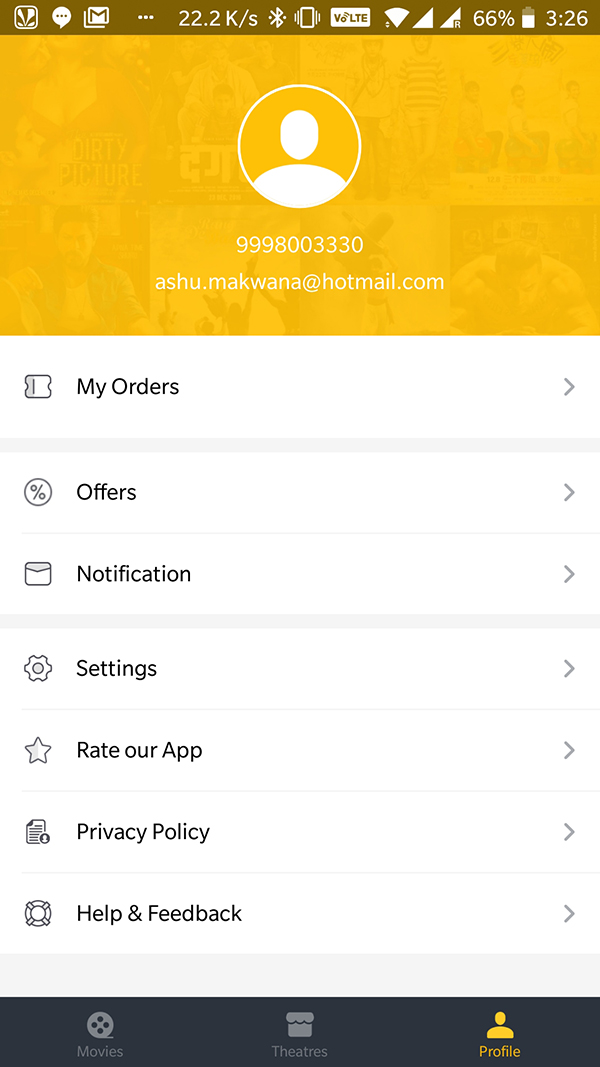 22.2 K/s VoLTE R 66% 3:26
DIRTY
PICTURE
9998003330
ashu.makwana@hotmail.com
My Orders
Offers
Notification
Settings
Rate our App
Privacy Policy
Help & Feedback
Movies
Theatres
Profile